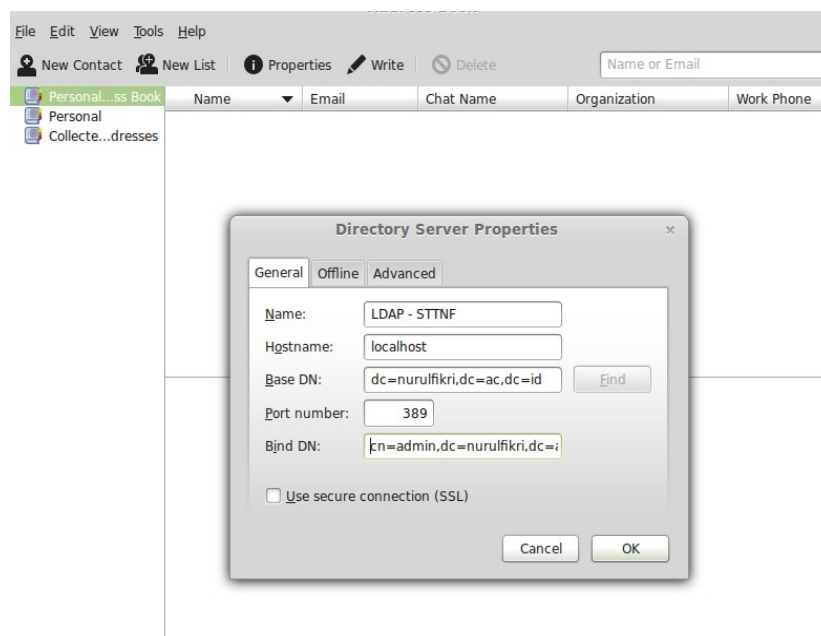 File Edit View Tools Help
New Contact New List Properties Write Delete Name or Email
Personal...ss Book
Personal
Collecte...dresses
Name Email Chat Name Organization Work Phone
Directory Server Properties
General Offline Advanced
Name: LDAP - STTNF
Hostname: localhost
Base DN: dc=nurulfikri,dc=ac,dc=id Find
Port number: 389
Bind DN: cn=admin,dc=nurulfikri,dc=a
Use secure connection (SSL)
Cancel OK